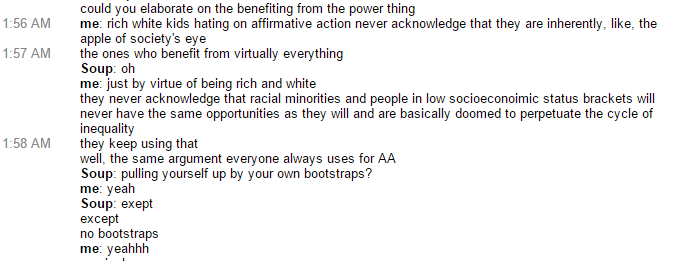 could you elaborate on the benefiting from the power thing
1:56 AM me: rich white kids hating on affirmative action never acknowledge that they are inherently, like, the
apple of society's eye
1:57 AM the ones who benefit from virtually everything
Soup: oh
me: just by virtue of being rich and white
they never acknowledge that racial minorities and people in low socioeconoimic status brackets will
never have the same opportunities as they will and are basically doomed to perpetuate the cycle of
inequality
1:58 AM they keep using that
well, the same argument everyone always uses for AA
Soup: pulling yourself up by your own bootstraps?
me: yeah
Soup: exept
except
no bootstraps
me: yeahhh